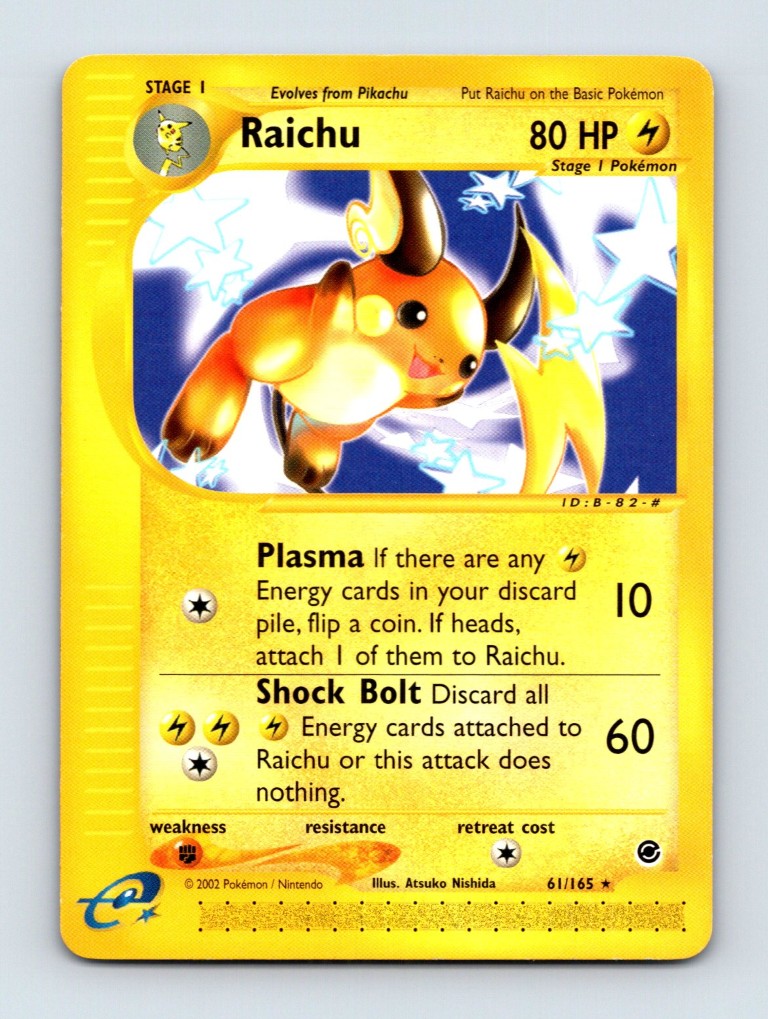 STAGE 1
Evolves from Pikachu
Put Raichu on the Basic Pokémon
Raichu
80 HP
Stage 1 Pokémon
ID:B-82-#
Plasma If there are any
Energy cards in your discard
pile, flip a coin. If heads,
attach 1 of them to Raichu.
10
Shock Bolt Discard all
Energy cards attached to
Raichu or this attack does
nothing.
60
weakness
resistance
retreat cost
© 2002 Pokémon / Nintendo
Illus. Atsuko Nishida
61/165 ★
e